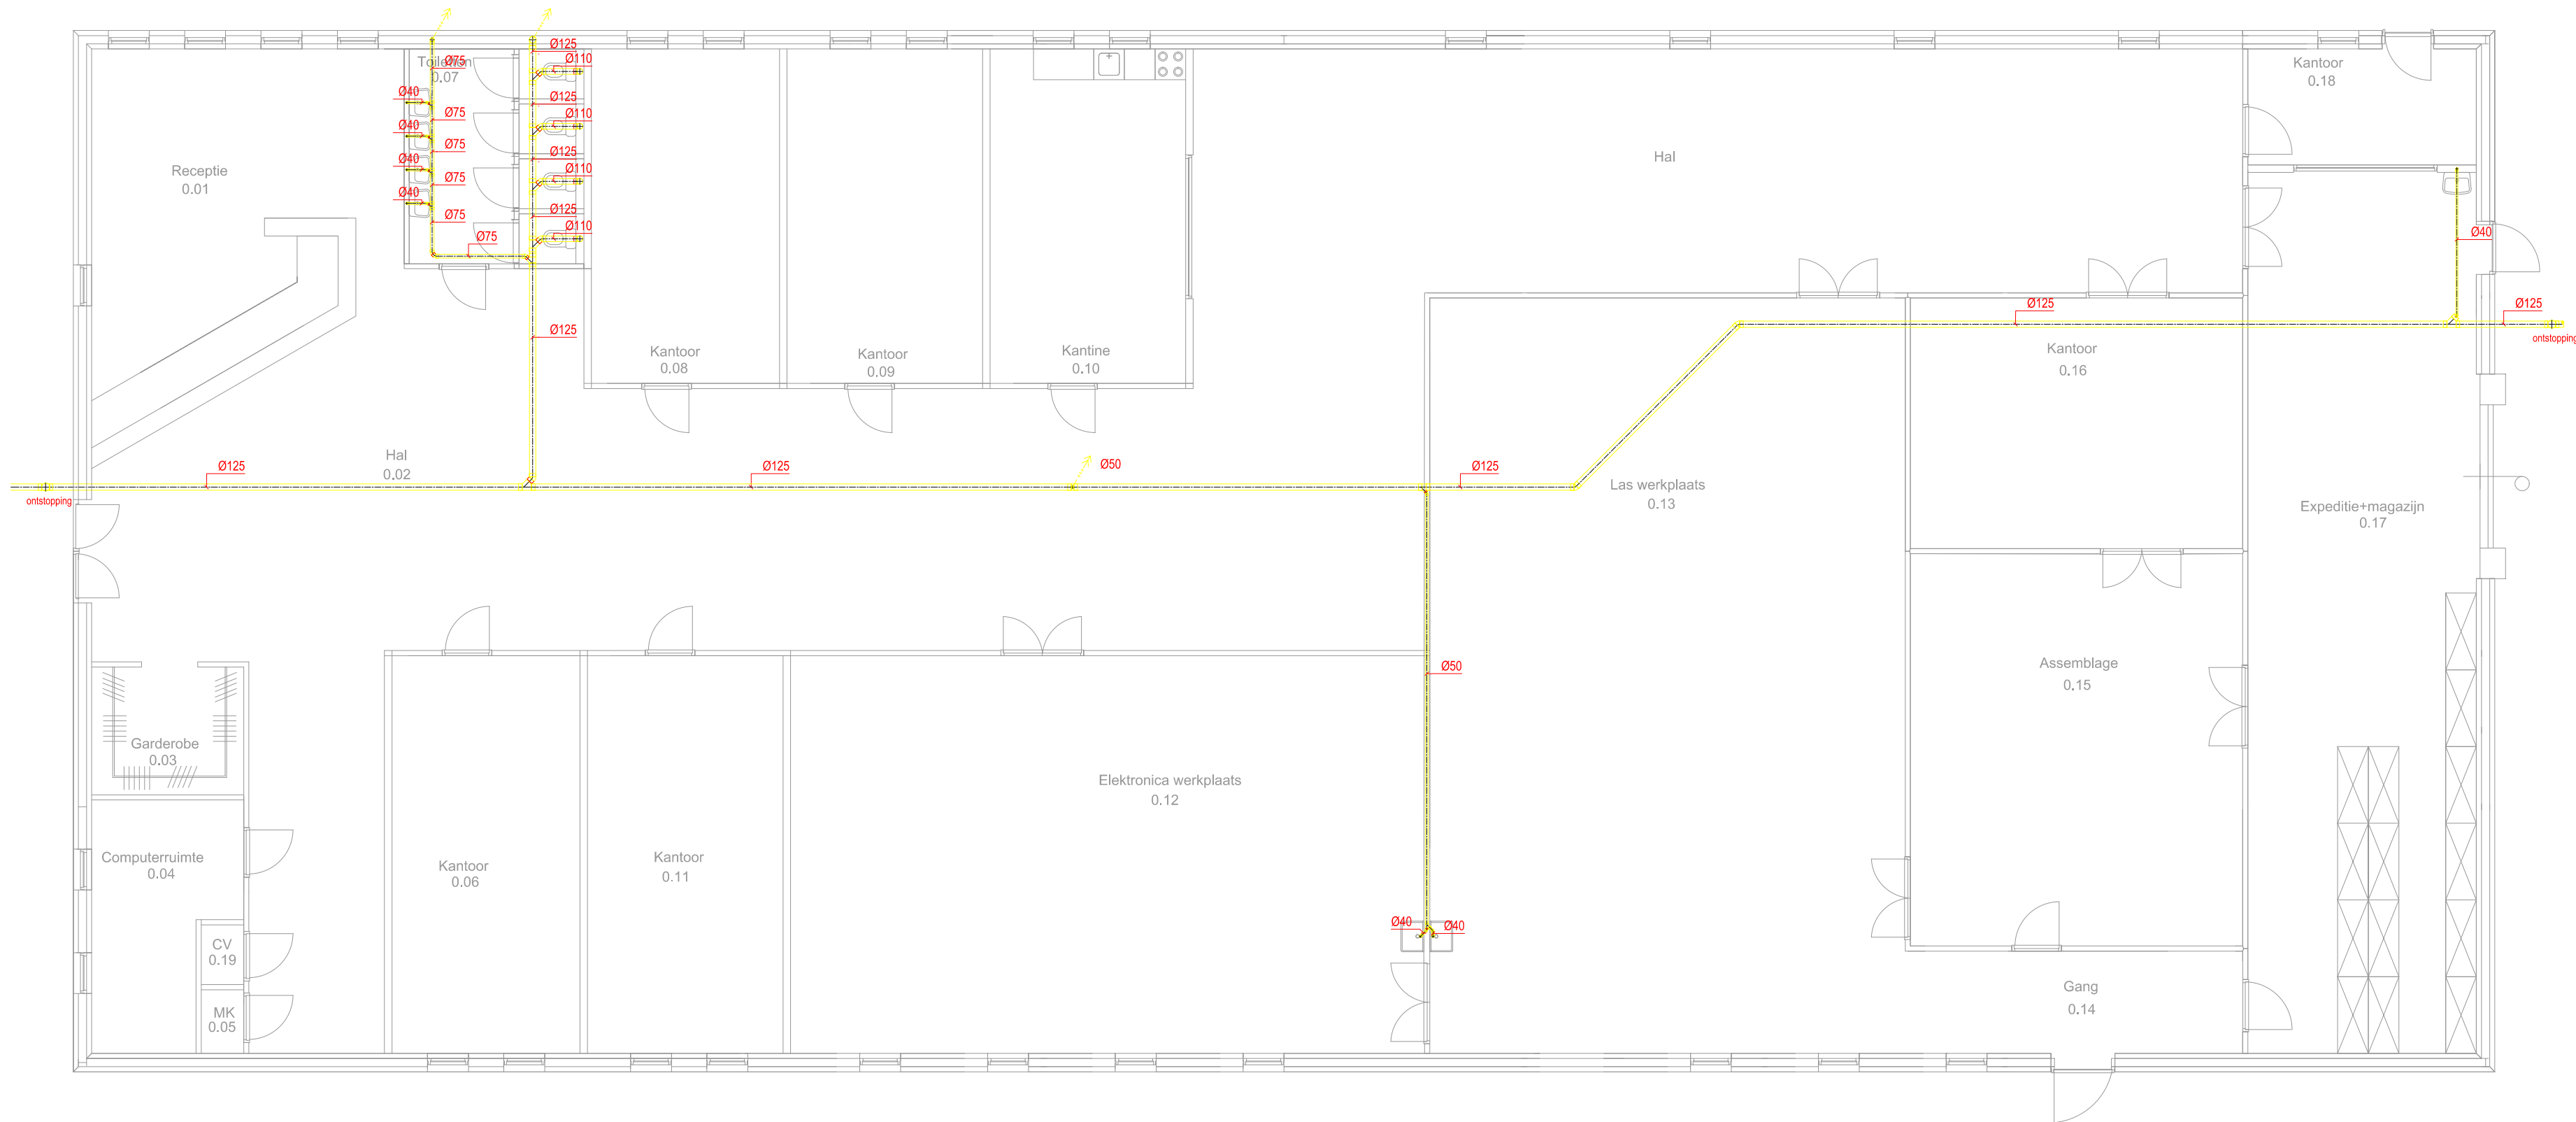 Ø125
Ø75
Ø110
Toiletten
0.07
Kantoor
0.18
Ø40
Ø125
Ø75
Ø110
Ø40
Ø75
Ø125
Hal
Receptie
0.01
Ø40
Ø75
Ø110
Ø40
Ø75
Ø125
Ø75
Ø110
Ø40
Ø125
Ø125
Ø125
ontstopping
Kantoor
0.08
Kantoor
0.09
Kantine
0.10
Kantoor
0.16
Hal
0.02
Ø125
Ø125
Ø50
Ø125
ontstopping
Las werkplaats
0.13
Expeditie+magazijn
0.17
Ø50
Assemblage
0.15
Garderobe
0.03
Elektronica werkplaats
0.12
Computerruimte
0.04
Kantoor
0.06
Kantoor
0.11
Ø40
Ø40
CV
0.19
Gang
0.14
MK
0.05